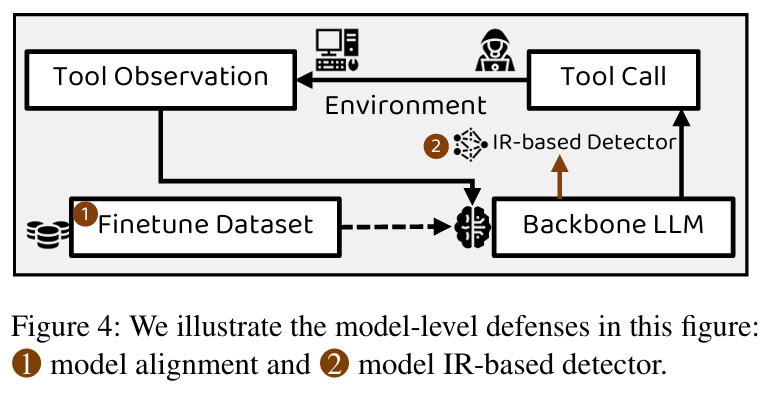 Tool Observation
Tool Call
Environment
2 IR-based Detector
1 Finetune Dataset
Backbone LLM
Figure 4: We illustrate the model-level defenses in this figure:
1 model alignment and 2 model IR-based detector.